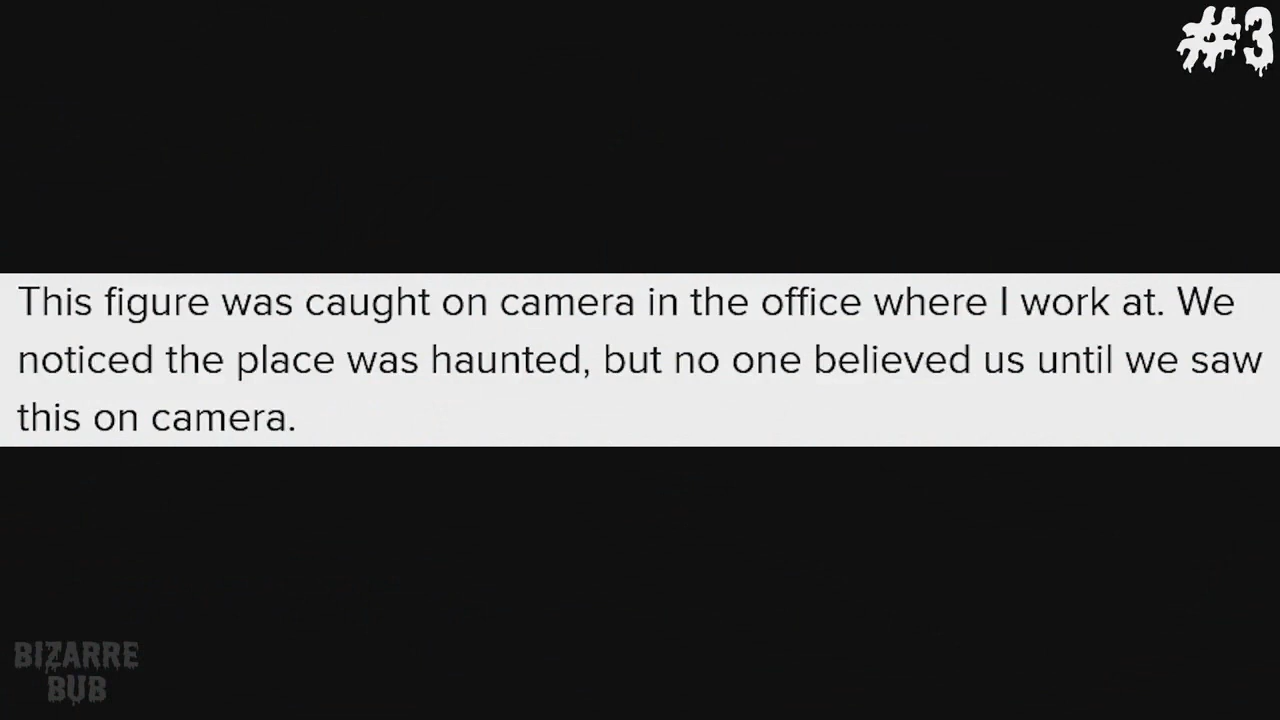 #3
This figure was caught on camera in the office where I work at. We
noticed the place was haunted, but no one believed us until we saw
this on camera.
BIZARRE
BUB